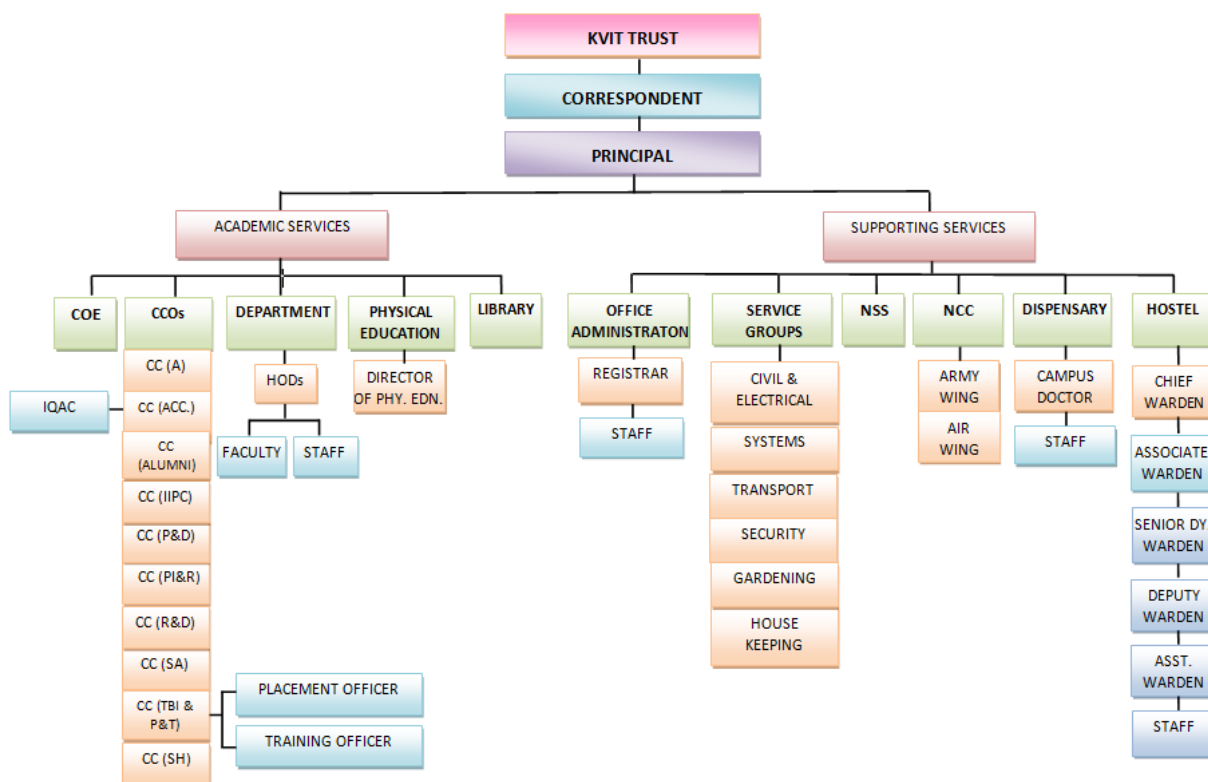 KVIT TRUST
CORRESPONDENT
PRINCIPAL
ACADEMIC SERVICES
SUPPORTING SERVICES
COE
CCOs
DEPARTMENT
PHYSICAL
EDUCATION
LIBRARY
OFFICE
ADMINISTRATON
SERVICE
GROUPS
NSS
NCC
DISPENSARY
HOSTEL
IQAC
CC (A)
CC (ACC.)
CC
(ALUMNI)
CC (IIPC)
CC (P&D)
CC (PI&R)
CC (R&D)
CC (SA)
CC (TBI &
P&T)
CC (SH)
PLACEMENT OFFICER
TRAINING OFFICER
HODs
FACULTY
STAFF
DIRECTOR
OF PHY. EDN.
REGISTRAR
STAFF
CIVIL &
ELECTRICAL
SYSTEMS
TRANSPORT
SECURITY
GARDENING
HOUSE
KEEPING
ARMY
WING
AIR
WING
CAMPUS
DOCTOR
STAFF
CHIEF
WARDEN
ASSOCIATE
WARDEN
SENIOR DY.
WARDEN
DEPUTY
WARDEN
ASST.
WARDEN
STAFF